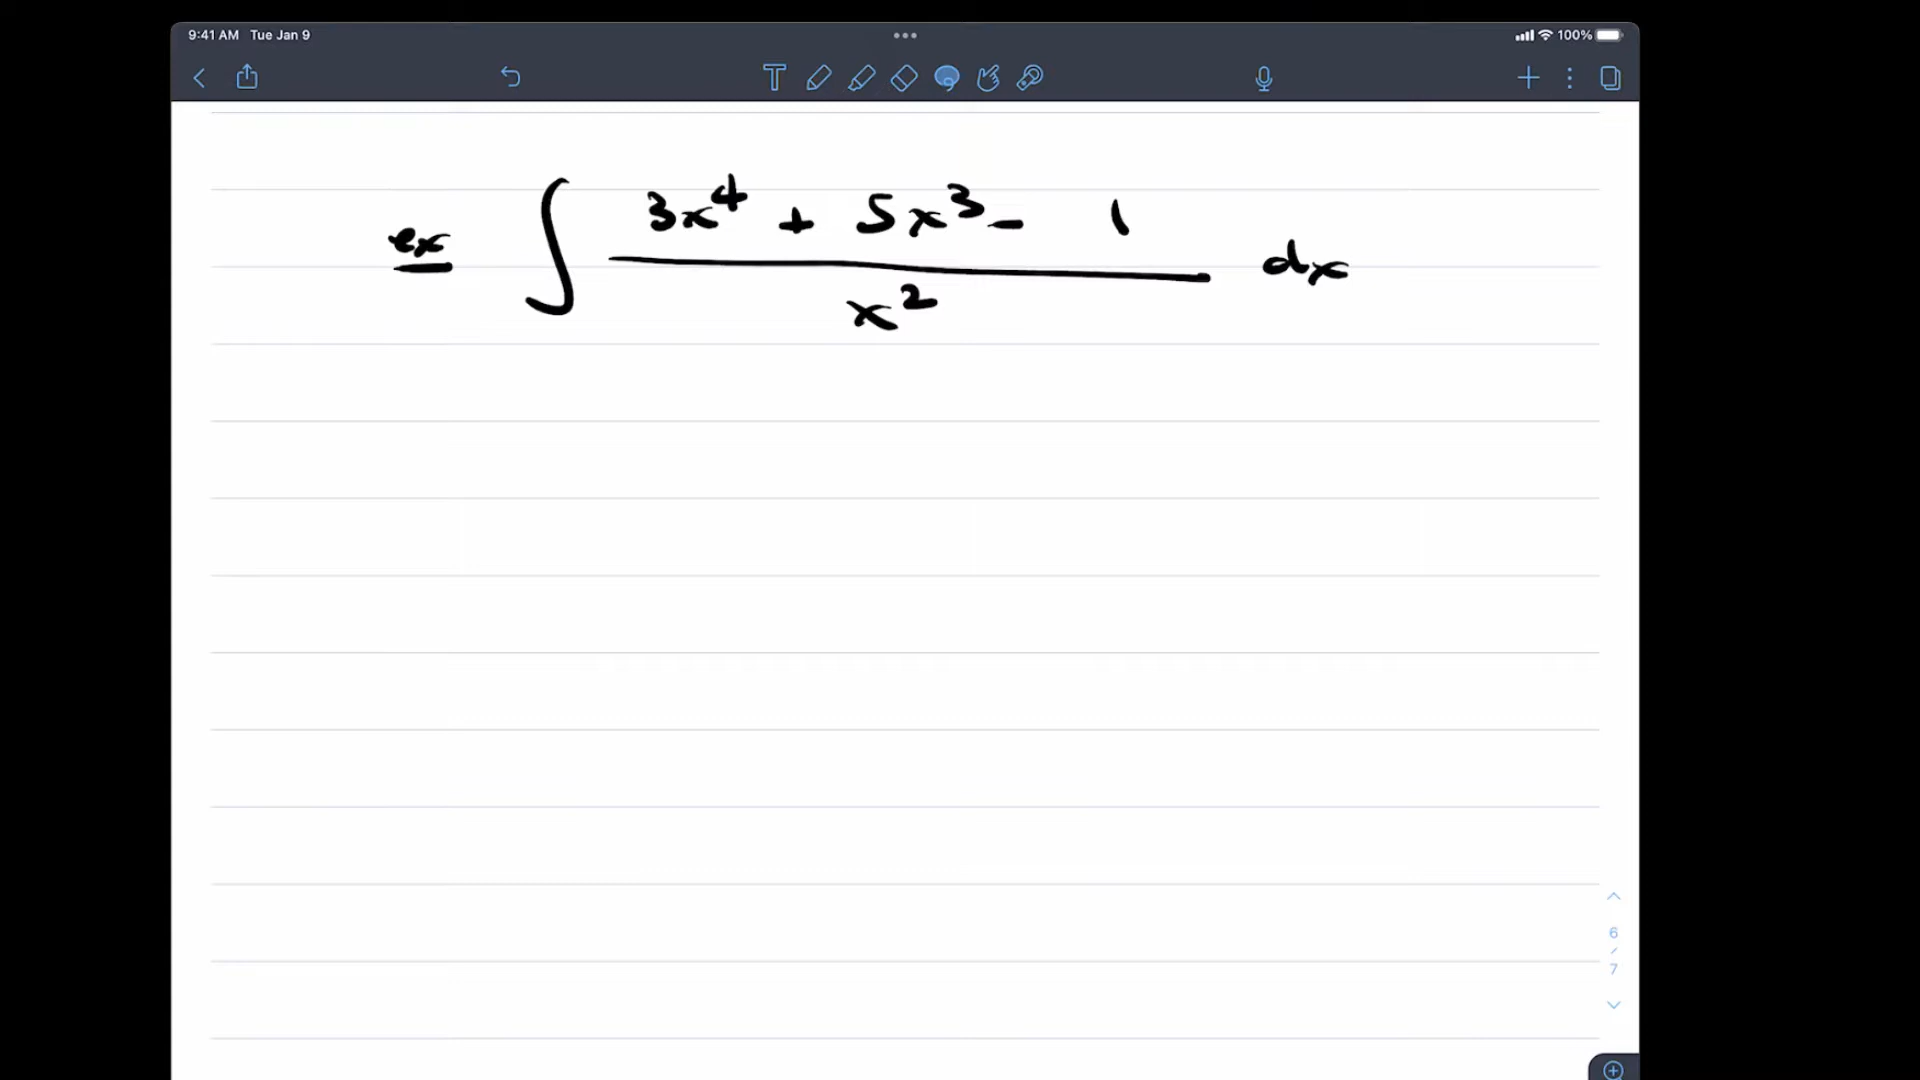 9:41 AM Tue Jan 9 100%
ex ∫ (3x⁴ + 5x³ - 1) / x² dx
6
/
7